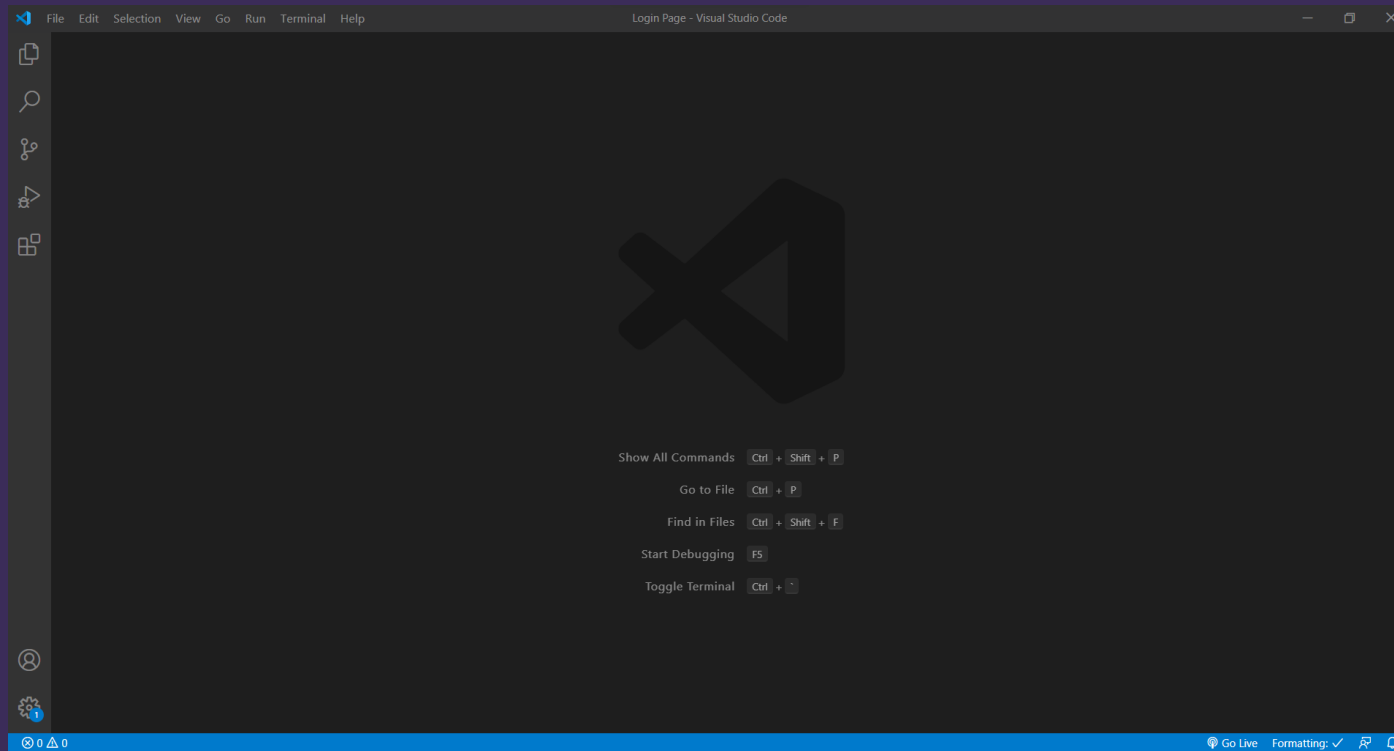 File Edit Selection View Go Run Terminal Help Login Page - Visual Studio Code
Show All Commands Ctrl + Shift + P
Go to File Ctrl + P
Find in Files Ctrl + Shift + F
Start Debugging F5
Toggle Terminal Ctrl + `
1
0 0 Go Live Formatting: ✓